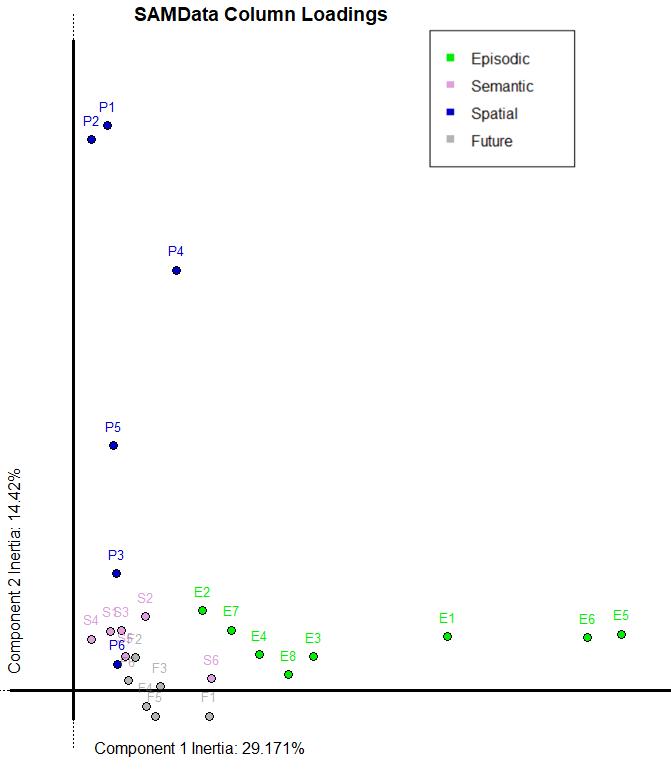 SAMData Column Loadings
Episodic
Semantic
Spatial
Future
P1
P2
P4
P5
P3
S2
S1
S3
S4
E2
E7
E1
E6
E5
E4
E3
P6
F2
S6
E8
F3
F5
F1
Component 2 Inertia: 14.42%
Component 1 Inertia: 29.171%